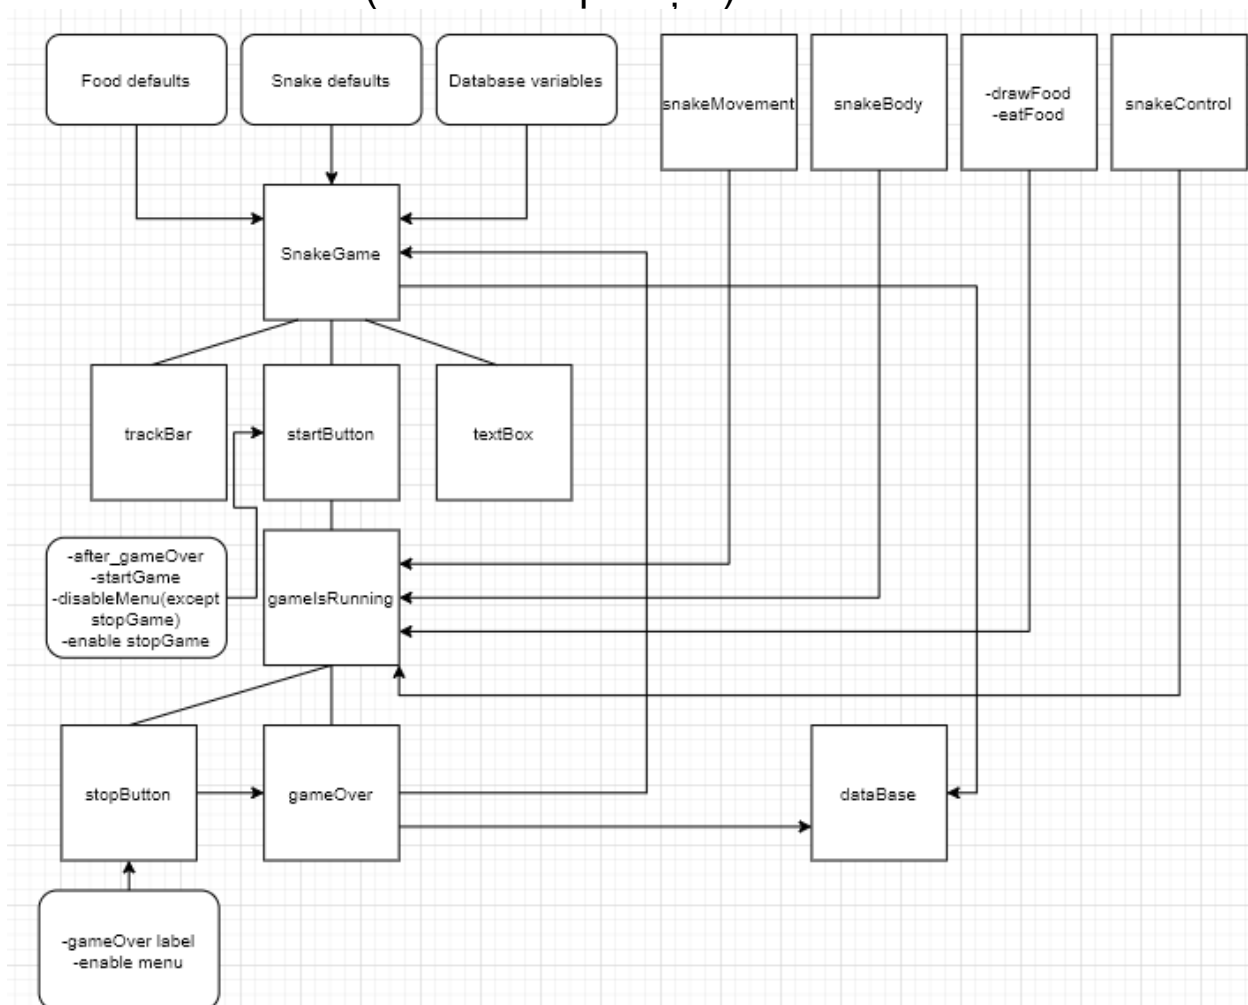 Food defaults
Snake defaults
Database variables
snakeMovement
snakeBody
-drawFood
-eatFood
snakeControl
SnakeGame
trackBar
startButton
textBox
-after_gameOver
-startGame
-disableMenu(except
stopGame)
-enable stopGame
gameIsRunning
stopButton
gameOver
dataBase
-gameOver label
-enable menu